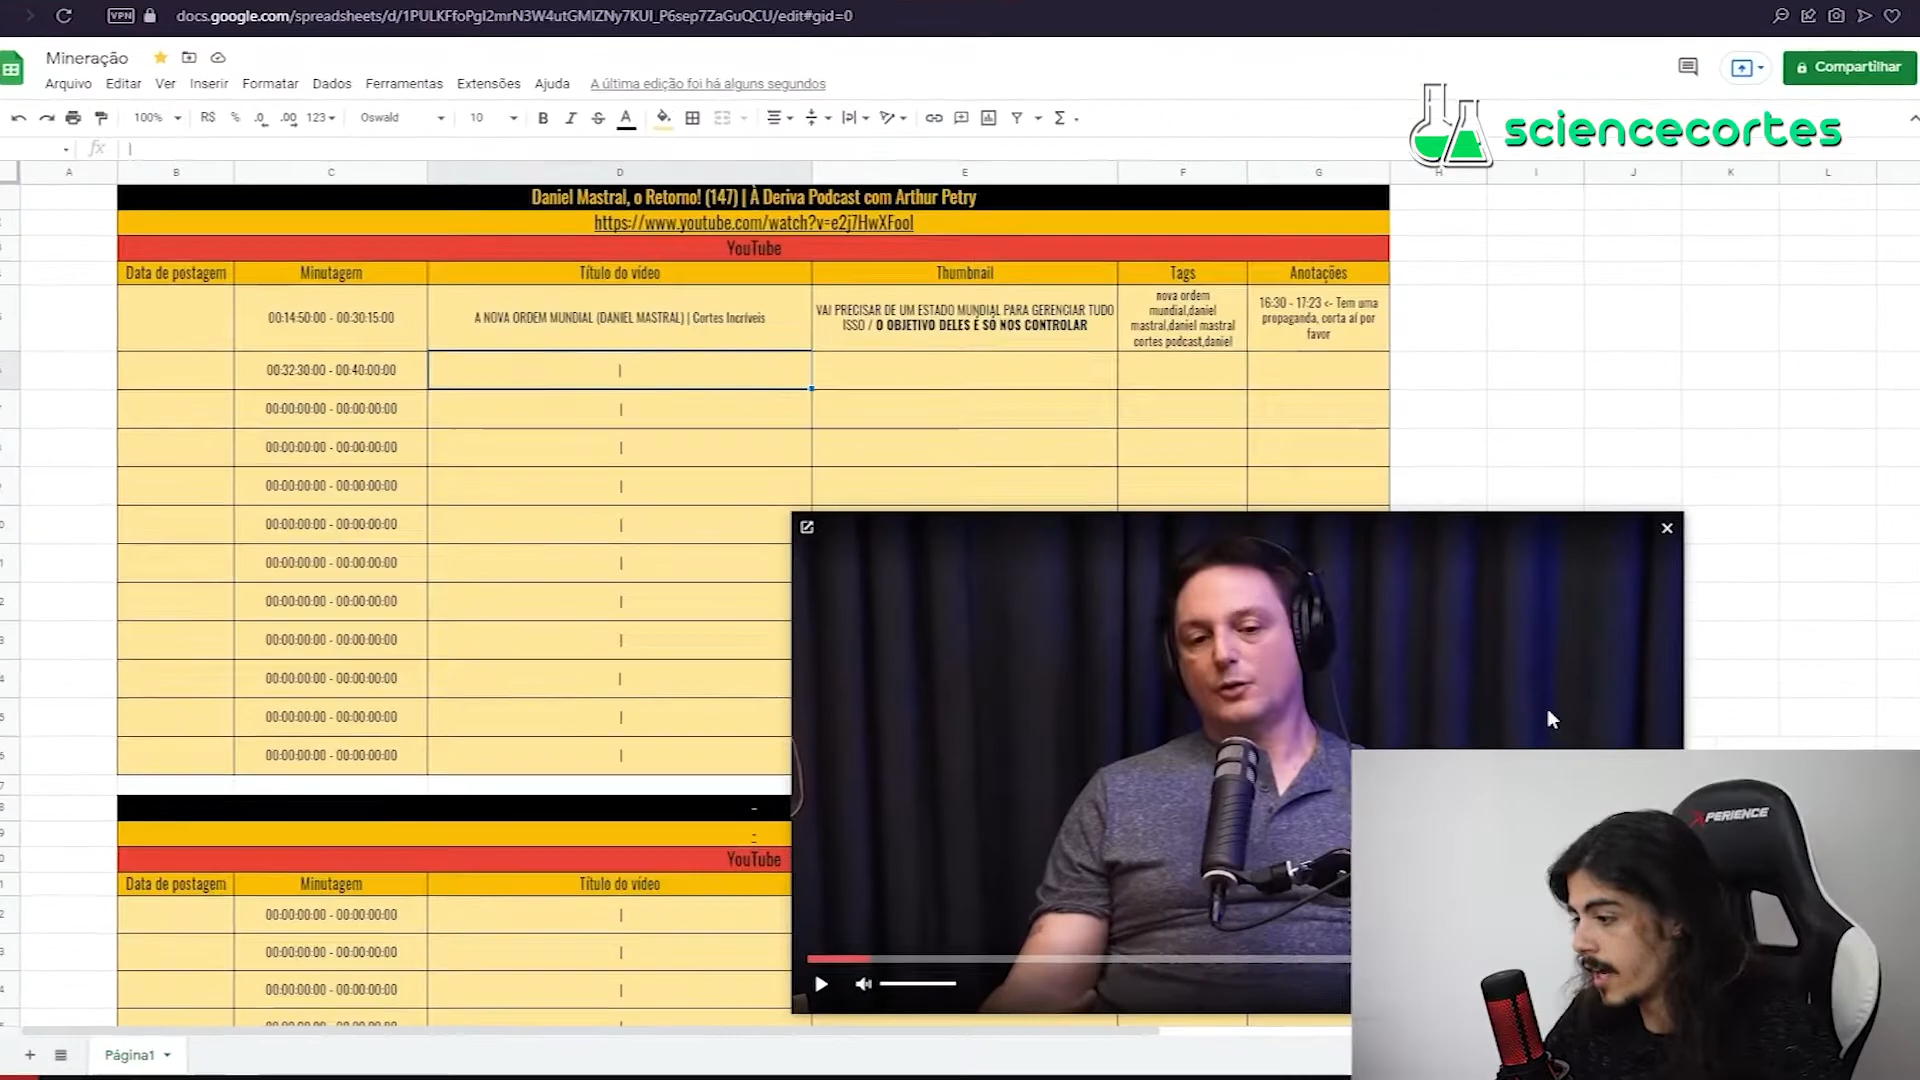 VPN
docs.google.com/spreadsheets/d/1PULKFfoPgI2mrN3W4utGMIZNy7KUI_P6sep7ZaGuQCU/edit#gid=0
Mineração
Arquivo Editar Ver Inserir Formatar Dados Ferramentas Extensões Ajuda A última edição foi há alguns segundos
Compartilhar
sciencecortes
100% R$ % .0 .00 123 Oswald 10 B I S A Σ
fx |
A B C D E F G H I J K L
Daniel Mastral, o Retorno! (147) | À Deriva Podcast com Arthur Petry
https://www.youtube.com/watch?v=e2j7HwXFooI
YouTube
Data de postagem Minutagem Título do vídeo Thumbnail Tags Anotações
00:14:50:00 - 00:30:15:00
A NOVA ORDEM MUNDIAL (DANIEL MASTRAL) | Cortes Incríveis
VAI PRECISAR DE UM ESTADO MUNDIAL PARA GERENCIAR TUDO
ISSO / O OBJETIVO DELES É SÓ NOS CONTROLAR
nova ordem
mundial,daniel
mastral,daniel mastral
cortes podcast,daniel
16:30 - 17:23 <- Tem uma
propaganda, corta aí por
favor
00:32:30:00 - 00:40:00:00 |
00:00:00:00 - 00:00:00:00 |
00:00:00:00 - 00:00:00:00 |
00:00:00:00 - 00:00:00:00 |
00:00:00:00 - 00:00:00:00 |
00:00:00:00 - 00:00:00:00 |
00:00:00:00 - 00:00:00:00 |
00:00:00:00 - 00:00:00:00 |
00:00:00:00 - 00:00:00:00 |
00:00:00:00 - 00:00:00:00 |
00:00:00:00 - 00:00:00:00 |
-
-
YouTube
Data de postagem Minutagem Título do vídeo
00:00:00:00 - 00:00:00:00 |
00:00:00:00 - 00:00:00:00 |
00:00:00:00 - 00:00:00:00 |
XPERIENCE
Página1